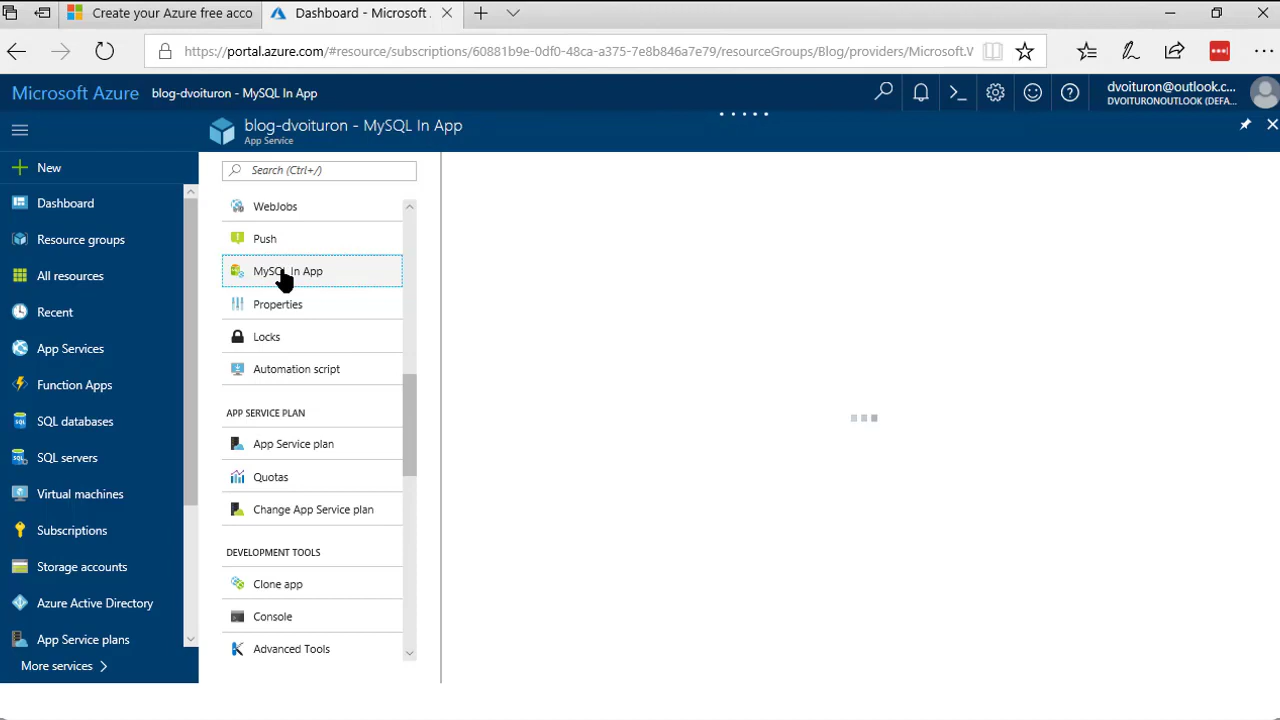 Create your Azure free acco
Dashboard - Microsoft
https://portal.azure.com/#resource/subscriptions/60881b9e-0df0-48ca-a375-7e8b846a7e79/resourceGroups/Blog/providers/Microsoft.V
Microsoft Azure
blog-dvoituron - MySQL In App
dvoituron@outlook.c...
DVOITURONOUTLOOK (DEFA...
blog-dvoituron - MySQL In App
App Service
New
Dashboard
Resource groups
All resources
Recent
App Services
Function Apps
SQL databases
SQL servers
Virtual machines
Subscriptions
Storage accounts
Azure Active Directory
App Service plans
More services
Search (Ctrl+/)
WebJobs
Push
MySQL In App
Properties
Locks
Automation script
APP SERVICE PLAN
App Service plan
Quotas
Change App Service plan
DEVELOPMENT TOOLS
Clone app
Console
Advanced Tools